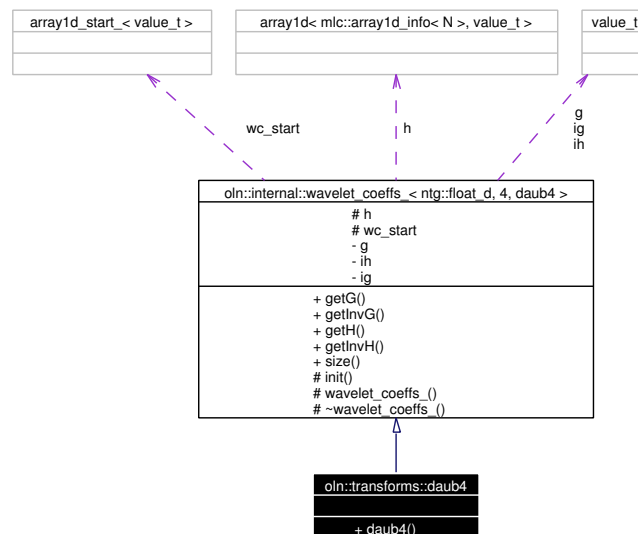 array1d_start_< value_t >
array1d< mlc::array1d_info< N >, value_t >
value_t
wc_start
h
g
ig
ih
oln::internal::wavelet_coeffs_< ntg::float_d, 4, daub4 >
# h
# wc_start
- g
- ih
- ig
+ getG()
+ getInvG()
+ getH()
+ getInvH()
+ size()
# init()
# wavelet_coeffs_()
# ~wavelet_coeffs_()
oln::transforms::daub4
+ daub4()